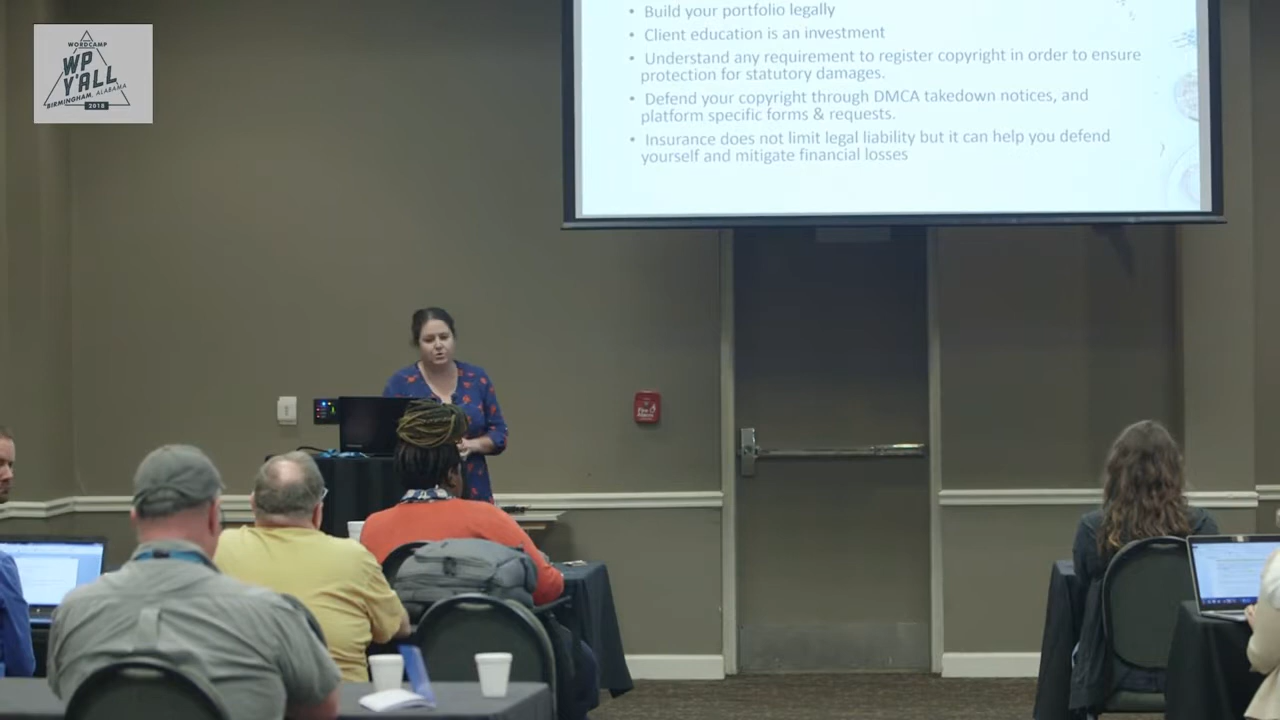 WORDCAMP
WP
Y'ALL
BIRMINGHAM, ALABAMA
2018
• Build your portfolio legally
• Client education is an investment
• Understand any requirement to register copyright in order to ensure
protection for statutory damages.
• Defend your copyright through DMCA takedown notices, and
platform specific forms & requests.
• Insurance does not limit legal liability but it can help you defend
yourself and mitigate financial losses